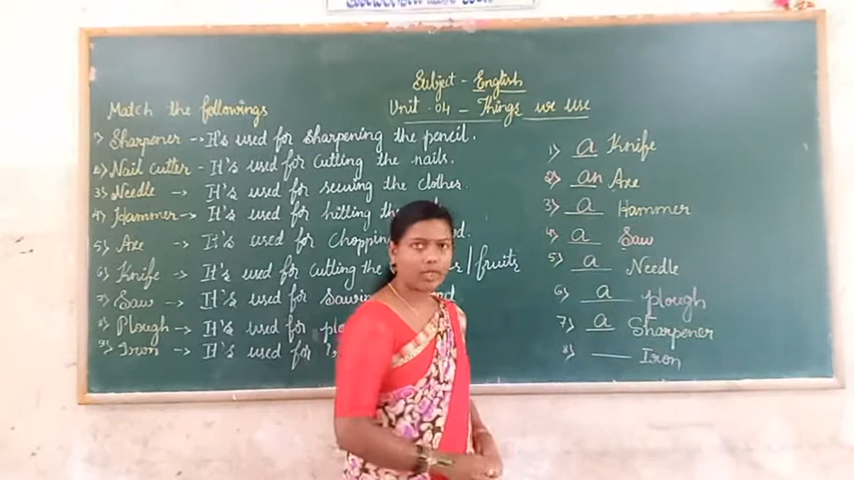 Subject - English
Unit - 04 - Things we use
Match the followings
1) Sharpener → It's used for sharpening the pencil.
2) Nail cutter - It's used for cutting the nails.
3) Needle → It's used for sewing the clothes.
4) Hammer → It's used for hitting the
5) Axe → It's used for chopping
6) Knife → It's used for cutting the / fruits
7) Saw → It's used for sawing
8) Plough → It's used for
9) Iron → It's used for
1) a Knife
2) an Axe
3) a Hammer
4) a Saw
5) a Needle
6) a plough
7) a Sharpener
8) Iron